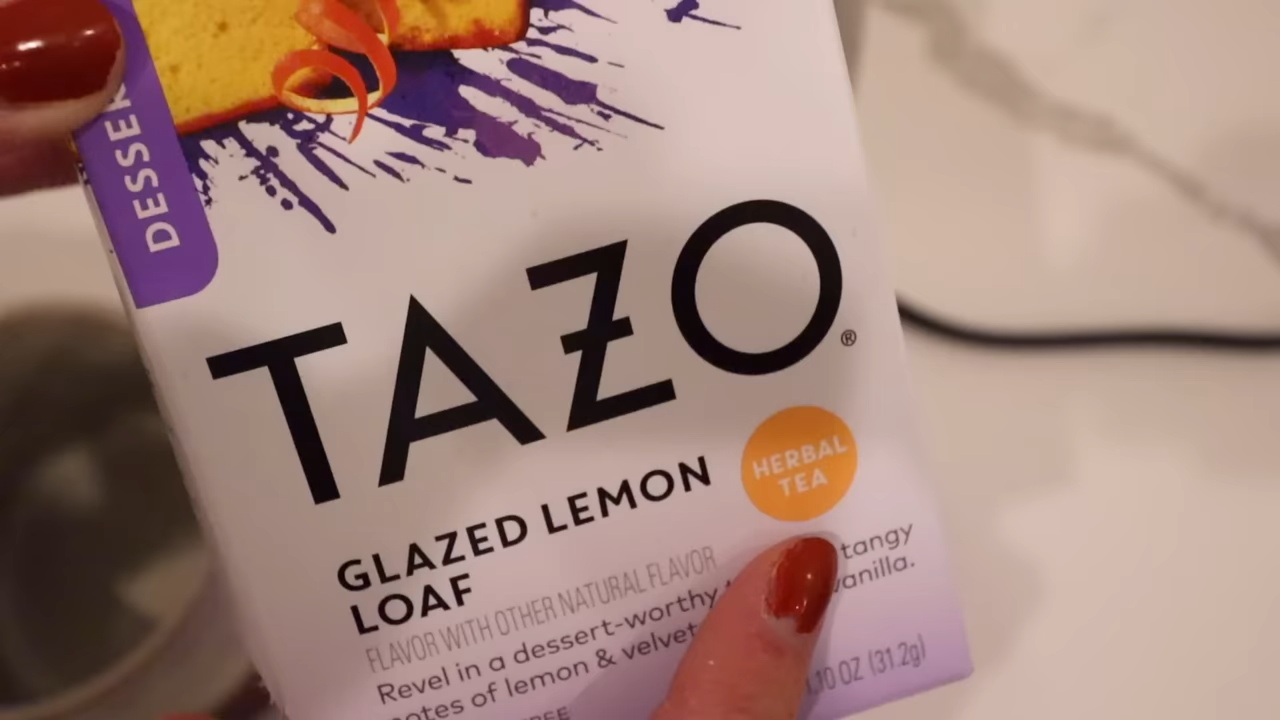 DESSER
TAZO®
GLAZED LEMON
LOAF
HERBAL
TEA
FLAVOR WITH OTHER NATURAL FLAVOR
Revel in a dessert-worthy tangy
notes of lemon & velvet vanilla.
1.10 OZ (31.2g)